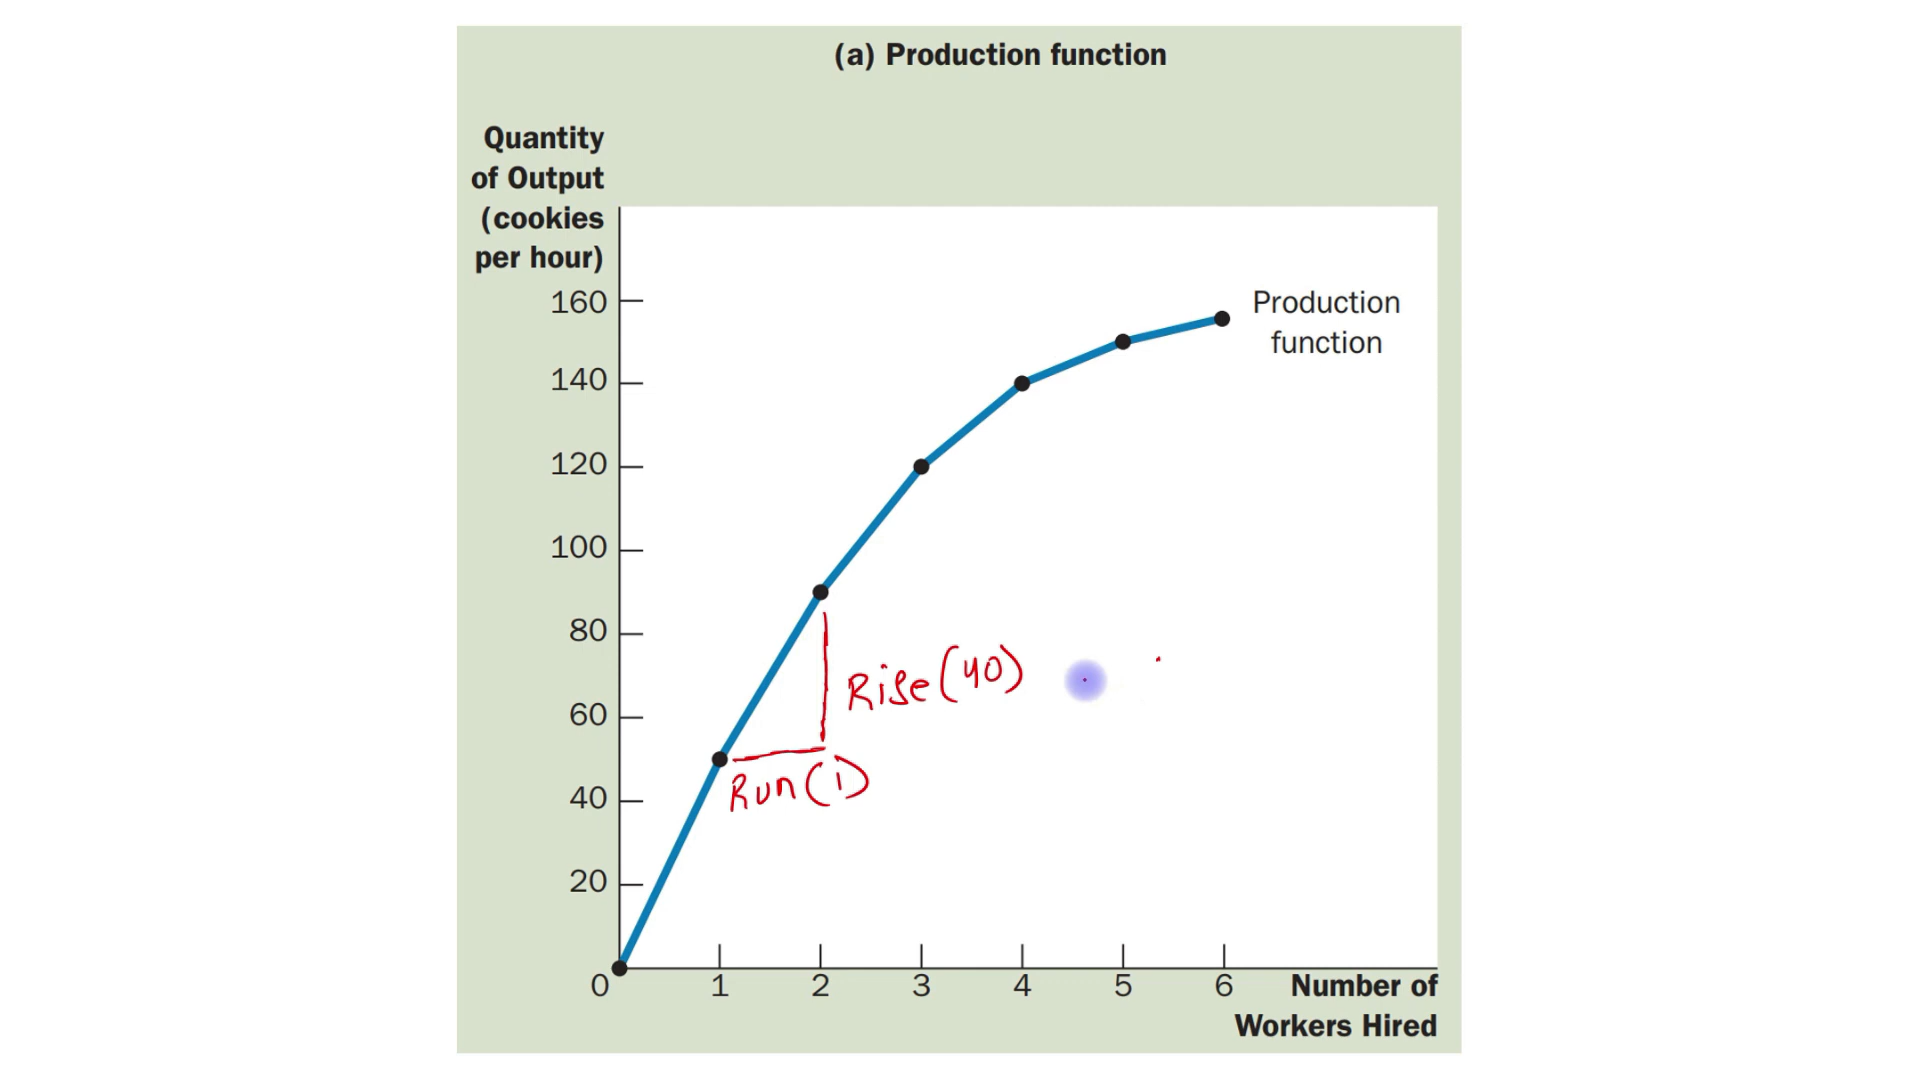 (a) Production function
Quantity
of Output
(cookies
per hour)
160
140
120
100
80
60
40
20
0
Production
function
Rise (40)
Run (1)
1 2 3 4 5 6
Number of
Workers Hired